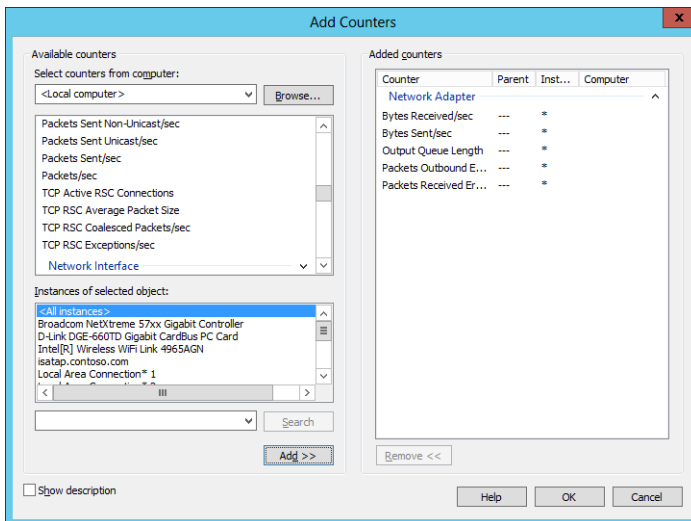 Add Counters
x
Available counters
Select counters from computer:
<Local computer>
Browse...
Packets Sent Non-Unicast/sec
Packets Sent Unicast/sec
Packets Sent/sec
Packets/sec
TCP Active RSC Connections
TCP RSC Average Packet Size
TCP RSC Coalesced Packets/sec
TCP RSC Exceptions/sec
Network Interface
Instances of selected object:
<All instances>
Broadcom NetXtreme 57xx Gigabit Controller
D-Link DGE-660TD Gigabit CardBus PC Card
Intel[R] Wireless WiFi Link 4965AGN
isatap.contoso.com
Local Area Connection* 1
Search
Add >>
Show description
Added counters
Counter Parent Inst... Computer
Network Adapter
Bytes Received/sec --- *
Bytes Sent/sec --- *
Output Queue Length --- *
Packets Outbound E... --- *
Packets Received Er... --- *
Remove <<
Help OK Cancel